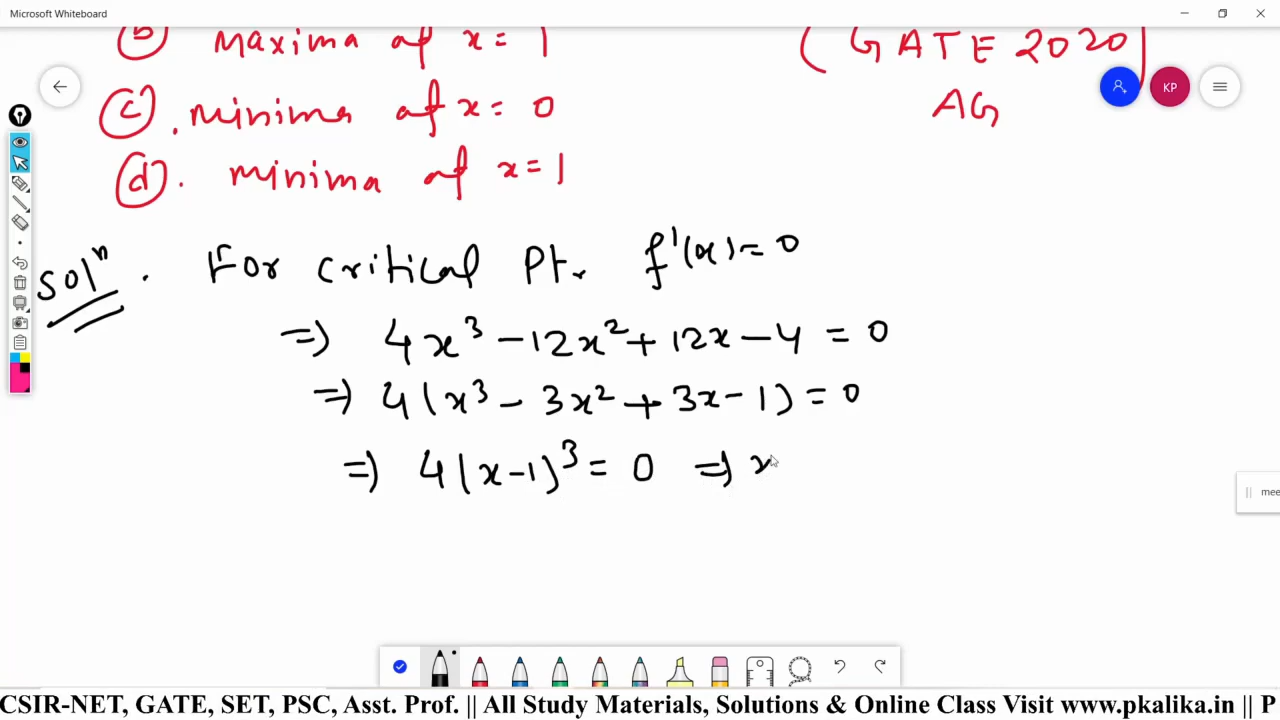 Microsoft Whiteboard
(b) maxima at x = 1
(GATE 2020)
(c). minima at x = 0
AG
KP
(d). minima at x = 1
Solⁿ. For critical Pt. f'(x) = 0
=> 4x³ - 12x² + 12x - 4 = 0
=> 4(x³ - 3x² + 3x - 1) = 0
=> 4(x-1)³ = 0 => x
mee
CSIR-NET, GATE, SET, PSC, Asst. Prof. || All Study Materials, Solutions & Online Class Visit www.pkalika.in || P